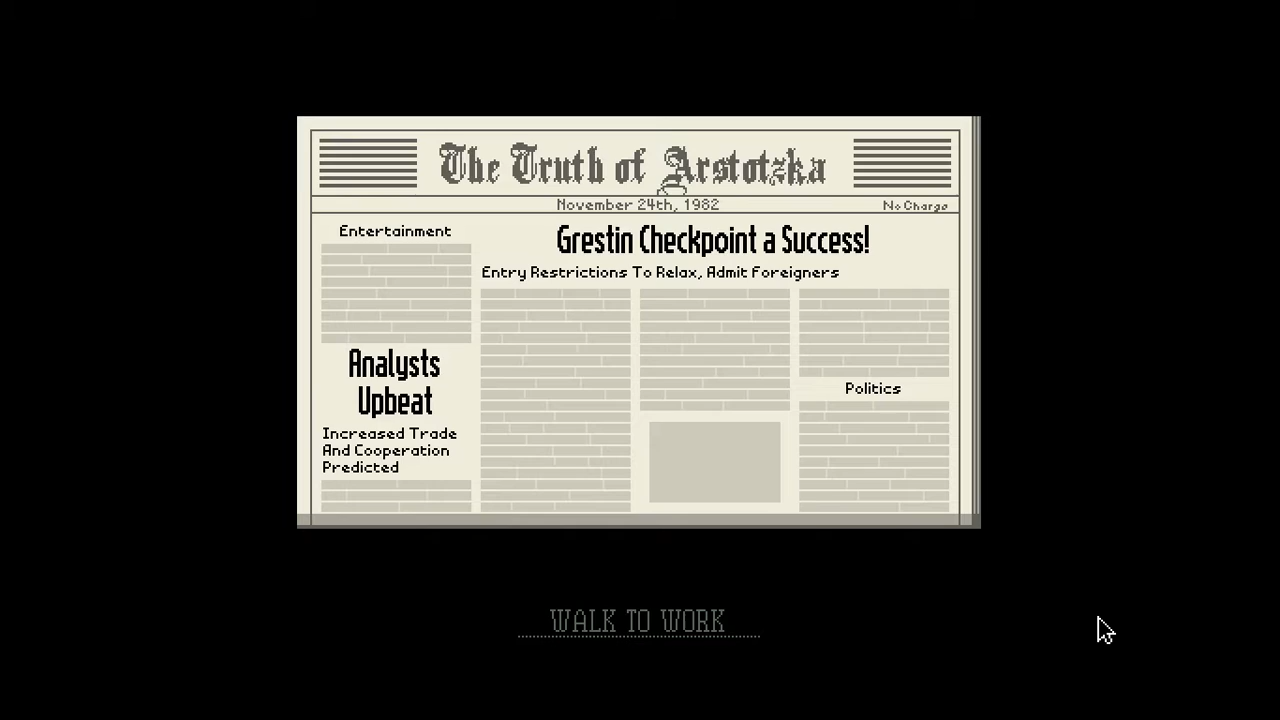 The Truth of Arstotzka
November 24th, 1982
No Charge
Entertainment
Analysts
Upbeat
Increased Trade
And Cooperation
Predicted
Grestin Checkpoint a Success!
Entry Restrictions To Relax, Admit Foreigners
Politics
WALK TO WORK